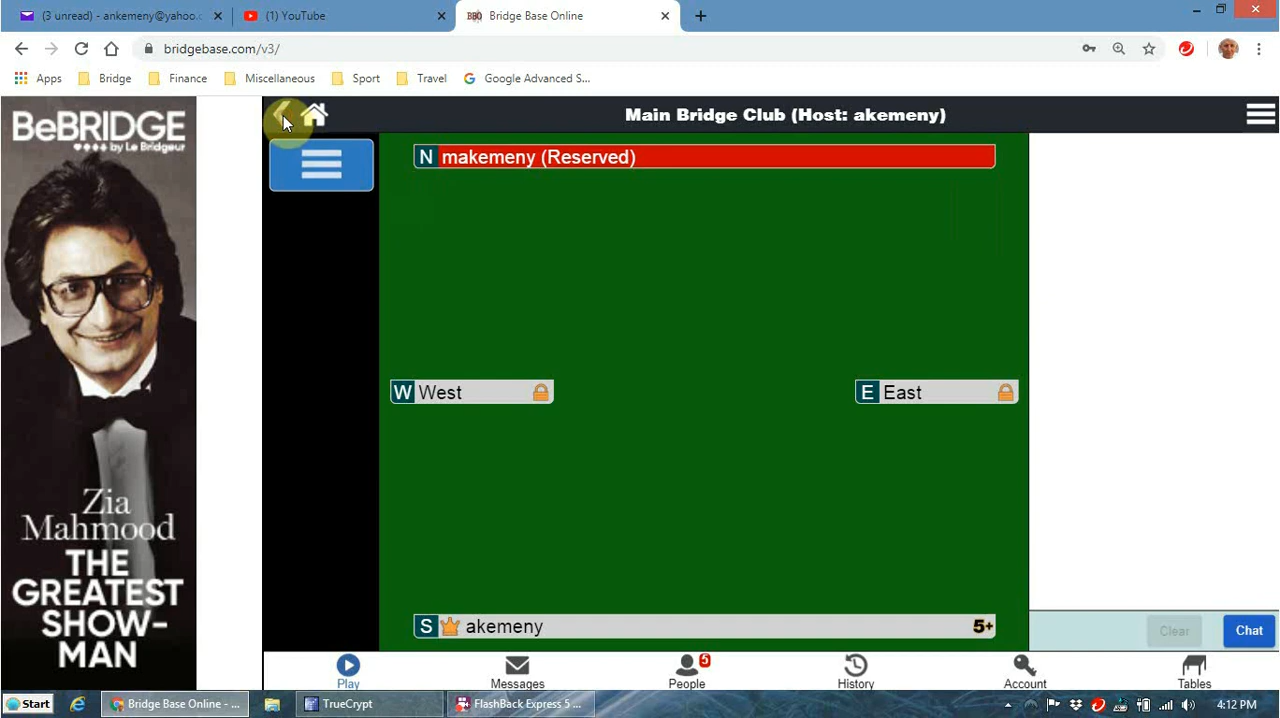 (3 unread) - ankemeny@yahoo.c
(1) YouTube
BBO Bridge Base Online
bridgebase.com/v3/
Apps Bridge Finance Miscellaneous Sport Travel Google Advanced S...
BeBRIDGE
by Le Bridgeur
Zia
Mahmood
THE
GREATEST
SHOW-
MAN
Main Bridge Club (Host: akemeny)
N makemeny (Reserved)
W West
E East
S akemeny 5+
Clear Chat
Play Messages People 5 History Account Tables
Start Bridge Base Online - ... TrueCrypt FlashBack Express 5 ... 4:12 PM